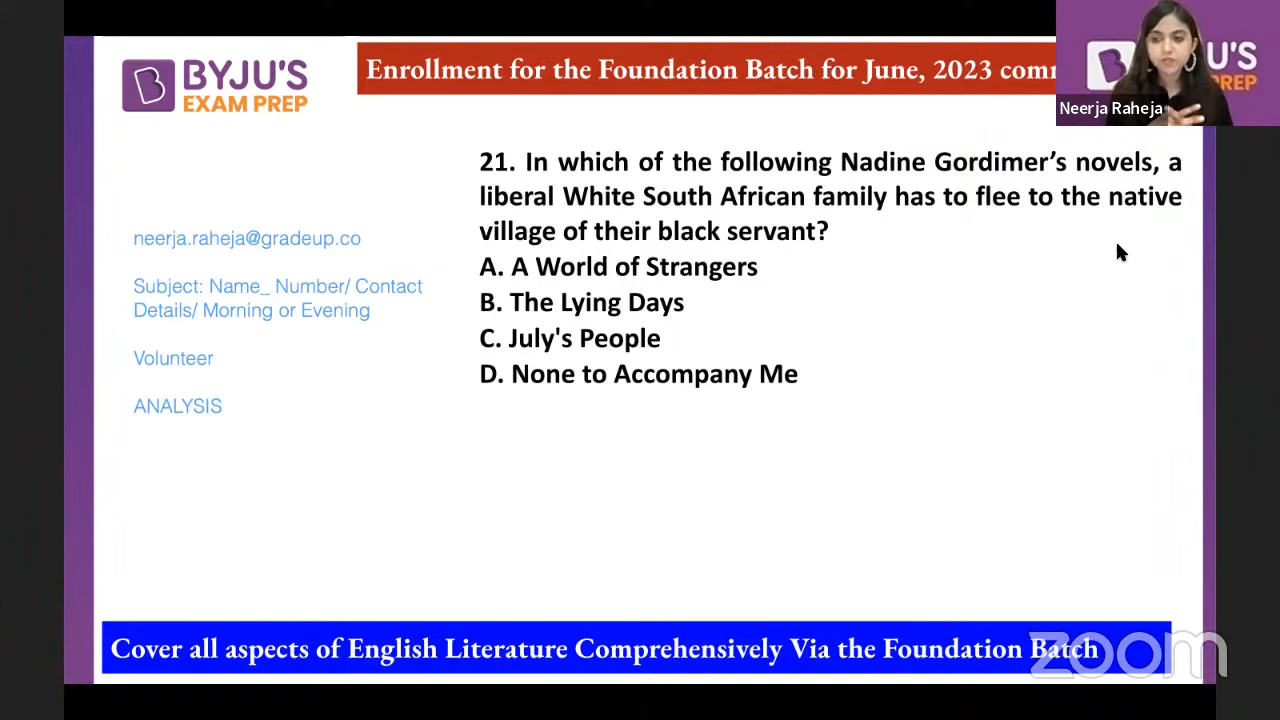 BYJU'S
EXAM PREP
Enrollment for the Foundation Batch for June, 2023
BYJU'S
EXAM PREP
Neerja Raheja
21. In which of the following Nadine Gordimer’s novels, a
liberal White South African family has to flee to the native
village of their black servant?
A. A World of Strangers
B. The Lying Days
C. July's People
D. None to Accompany Me
neerja.raheja@gradeup.co
Subject: Name_ Number/ Contact
Details/ Morning or Evening
Volunteer
ANALYSIS
Cover all aspects of English Literature Comprehensively Via the Foundation Batch
zoom